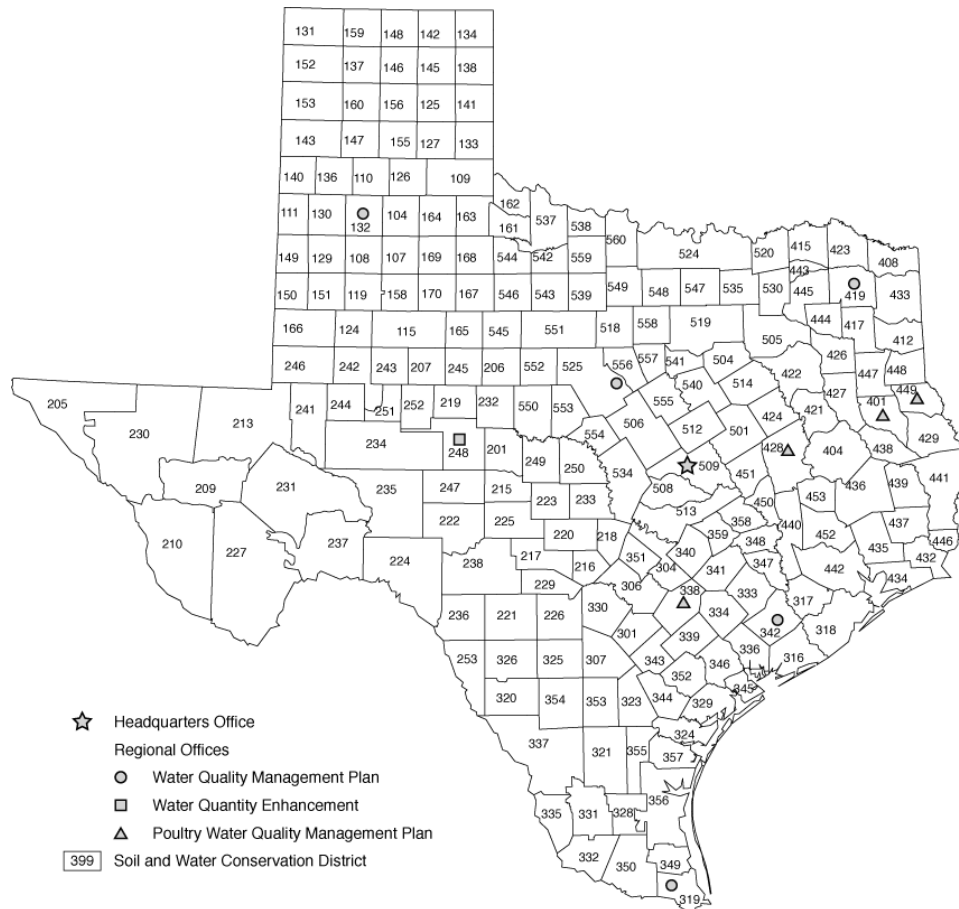 131 159 148 142 134
152 137 146 145 138
153 160 156 125 141
143 147 155 127 133
140 136 110 126 109
111 130 132 104 164 163 162 161 537 538 560 524 520 415 423 408
149 129 108 107 169 168 544 542 559 443
150 151 119 158 170 167 546 543 539 549 548 547 535 530 445 419 433
166 124 115 165 545 551 518 558 519 505 444 417 412
246 242 243 207 245 206 552 525 556 557 541 504 422 426 447 448
205 230 213 241 244 251 252 219 232 550 553 555 540 514 424 421 427 401 449
234 248 201 249 250 554 506 512 501 428 404 438 429
209 231 235 247 215 223 233 534 508 509 451 453 436 439 441
210 227 237 222 225 220 218 513 450 440 452 437 446
224 238 217 216 351 340 359 358 348 435 432
229 306 304 341 347 442 434
236 221 226 330 338 334 333 317
253 326 325 307 301 343 339 346 336 342 316 318
320 354 353 323 344 352 329 345
337 321 355 324 357
335 331 328 356
332 350 349 319
Headquarters Office
Regional Offices
Water Quality Management Plan
Water Quantity Enhancement
Poultry Water Quality Management Plan
399 Soil and Water Conservation District